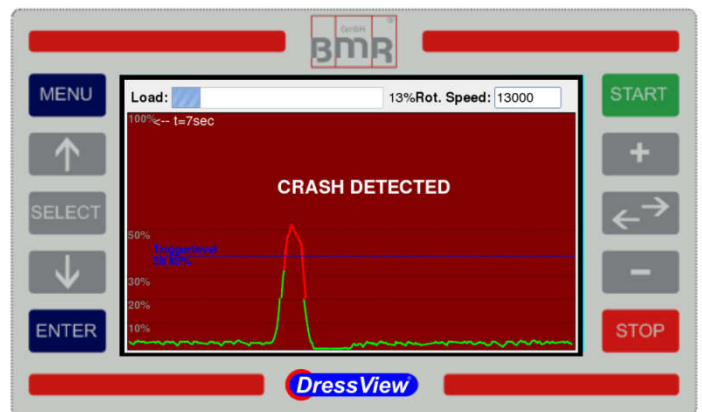 GmbH
BMR
®
MENU
Load:
13%Rot. Speed: 13000
START
100%<-- t=7sec
+
SELECT
CRASH DETECTED
50%
Triggerlevel
30%
20%
−
ENTER
10%
STOP
DressView